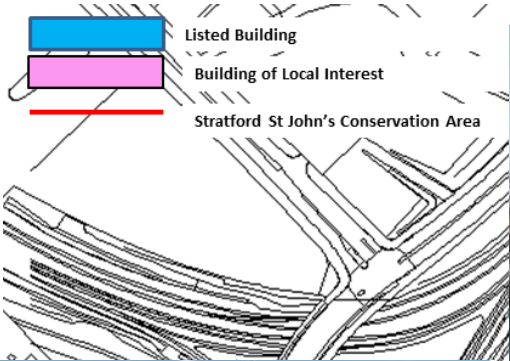 Listed Building
Building of Local Interest
Stratford St John’s Conservation Area